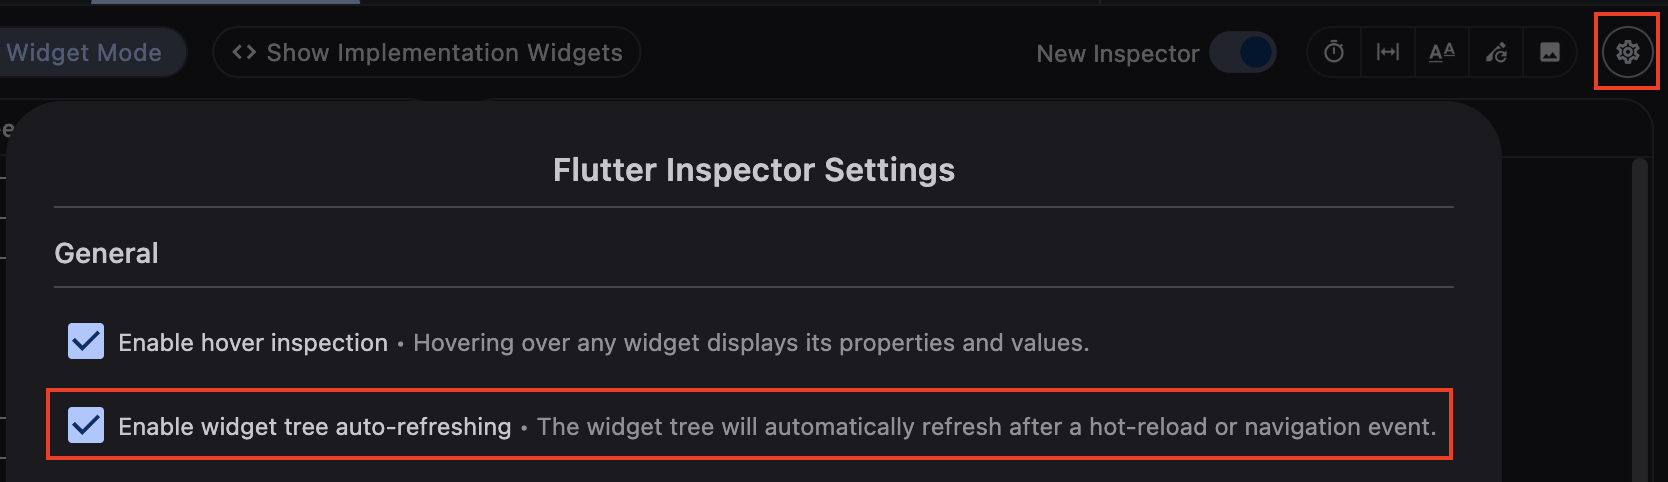 Widget Mode
<> Show Implementation Widgets
New Inspector
AA
Flutter Inspector Settings
General
Enable hover inspection • Hovering over any widget displays its properties and values.
Enable widget tree auto-refreshing • The widget tree will automatically refresh after a hot-reload or navigation event.